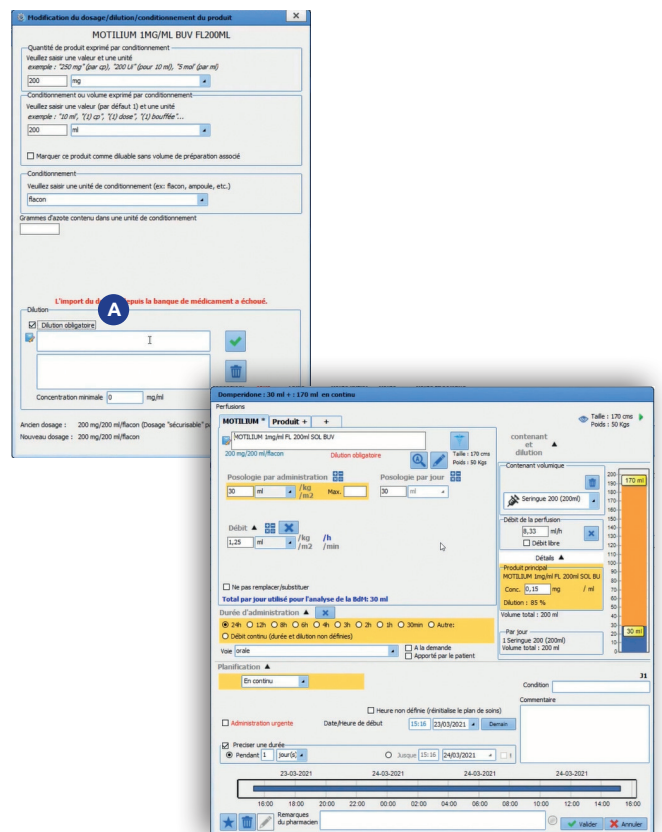 Modification du dosage/dilution/conditionnement du produit
MOTILIUM 1MG/ML BUV FL200ML
Quantité de produit exprimé par conditionnement
Veuillez saisir une valeur et une unité
exemple : "250 mg" (par cp), "200 UI" (pour 10 ml), "5 mol" (par ml)
200 mg
Conditionnement ou volume exprimé par conditionnement
Veuillez saisir une valeur (par défaut 1) et une unité
exemple : "10 ml", "(1) cp", "(1) dose", "(1) bouffée"...
200 ml
Marquer ce produit comme diluable sans volume de préparation associé
Conditionnement
Veuillez saisir une unité de conditionnement (ex: flacon, ampoule, etc.)
flacon
Grammes d'azote contenu dans une unité de conditionnement
L'import du depuis la banque de médicament a échoué.
A
Dilution
Dilution obligatoire
Concentration minimale 0 mg/ml
Ancien dosage : 200 mg/200 ml/flacon (Dosage "sécurisable"
Nouveau dosage : 200 mg/200 ml/flacon
Domperidone : 30 ml + : 170 ml en continu
Perfusions
MOTILIUM * Produit + +
Taille : 170 cms
Poids : 50 Kgs
MOTILIUM 1mg/ml FL 200ml SOL BUV
200 mg/200 ml/flacon Dilution obligatoire
Taille : 170 cms
Poids : 50 Kgs
Posologie par administration
30 ml /kg /m2 Max.
Posologie par jour
30 ml
Débit
1,25 ml /kg /h
/m2 /min
Ne pas remplacer/substituer
Total par jour utilisé pour l'analyse de la BdM: 30 ml
contenant
et
dilution
Contenant volumique
Seringue 200 (200ml)
Débit de la perfusion
8,33 ml/h
Débit libre
Détails
Produit principal
MOTILIUM 1mg/ml FL 200ml SOL BU
Conc. 0,15 mg / ml
Dilution : 85 %
Volume total : 200 ml
Par jour
1 Seringue 200 (200ml)
Volume total : 200 ml
200
190
180
170
160
150
140
130
120
110
100
90
80
70
60
50
40
30
20
10
0
170 ml
30 ml
Durée d'administration
24h 12h 8h 6h 4h 3h 2h 1h 30min Autre:
Débit continu (durée et dilution non définies)
Voie orale
A la demande
Apporté par le patient
Planification
En continu
J1
Condition
Commentaire
Heure non définie (réinitialise le plan de soins)
Administration urgente Date/Heure de début 15:16 23/03/2021 Demain
Preciser une durée
Pendant 1 jour(s) Jusque 15:16 24/03/2021
23-03-2021 24-03-2021 24-03-2021 24-03-2021
16:00 18:00 20:00 22:00 00:00 02:00 04:00 06:00 08:00 10:00 12:00 14:00 16:00
Remarques
du pharmacien
Valider Annuler